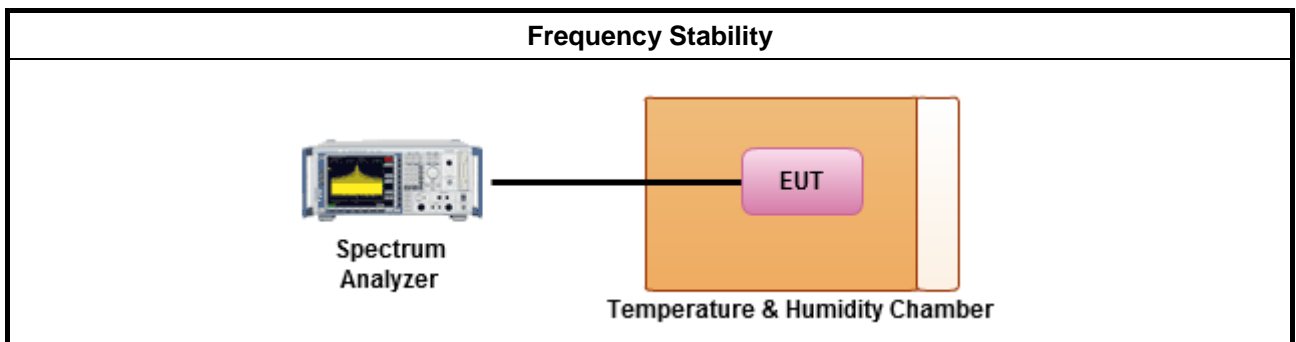 Frequency Stability
EUT
Spectrum
Analyzer
Temperature & Humidity Chamber